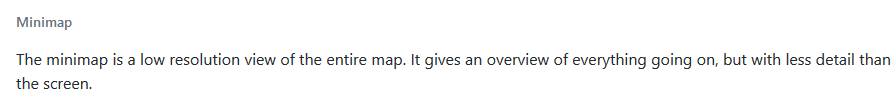 Minimap
The minimap is a low resolution view of the entire map. It gives an overview of everything going on, but with less detail than
the screen.